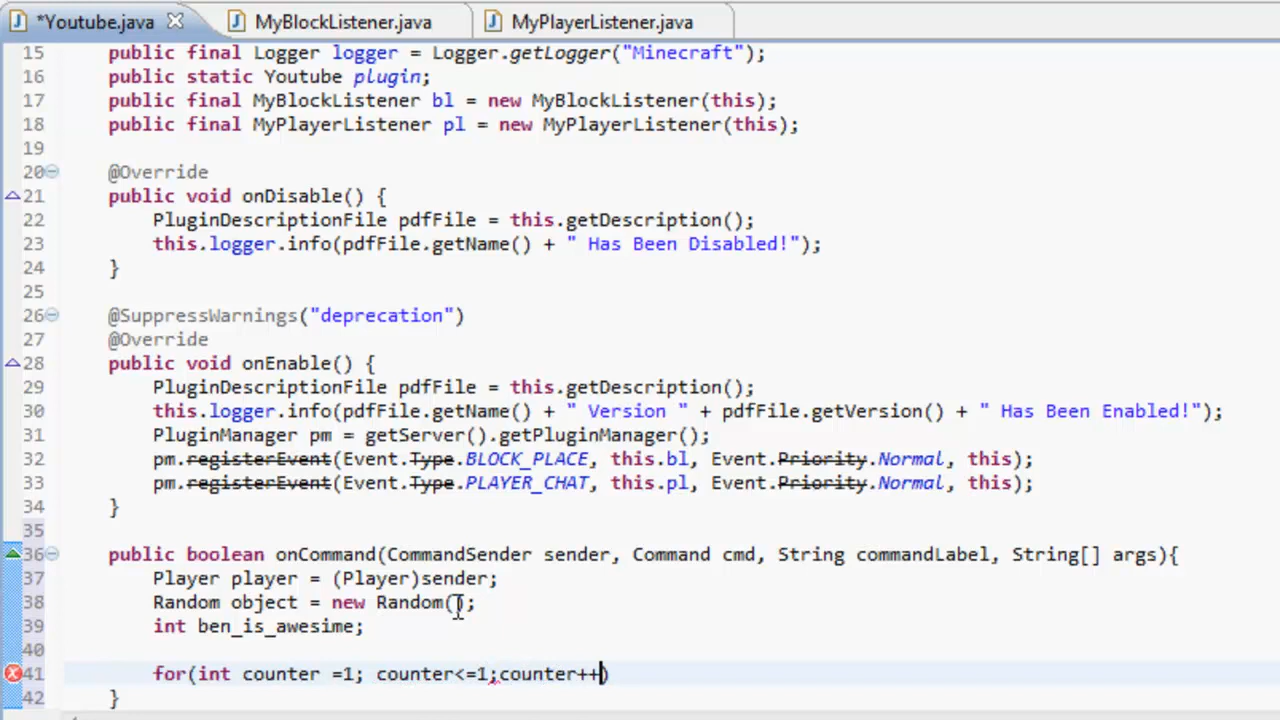 *Youtube.java MyBlockListener.java MyPlayerListener.java
15 public final Logger logger = Logger.getLogger("Minecraft");
16 public static Youtube plugin;
17 public final MyBlockListener bl = new MyBlockListener(this);
18 public final MyPlayerListener pl = new MyPlayerListener(this);
19
20 @Override
21 public void onDisable() {
22 PluginDescriptionFile pdfFile = this.getDescription();
23 this.logger.info(pdfFile.getName() + " Has Been Disabled!");
24 }
25
26 @SuppressWarnings("deprecation")
27 @Override
28 public void onEnable() {
29 PluginDescriptionFile pdfFile = this.getDescription();
30 this.logger.info(pdfFile.getName() + " Version " + pdfFile.getVersion() + " Has Been Enabled!");
31 PluginManager pm = getServer().getPluginManager();
32 pm.registerEvent(Event.Type.BLOCK_PLACE, this.bl, Event.Priority.Normal, this);
33 pm.registerEvent(Event.Type.PLAYER_CHAT, this.pl, Event.Priority.Normal, this);
34 }
35
36 public boolean onCommand(CommandSender sender, Command cmd, String commandLabel, String[] args){
37 Player player = (Player)sender;
38 Random object = new Random();
39 int ben_is_awesime;
40
41 for(int counter =1; counter<=1;counter++)
42 }